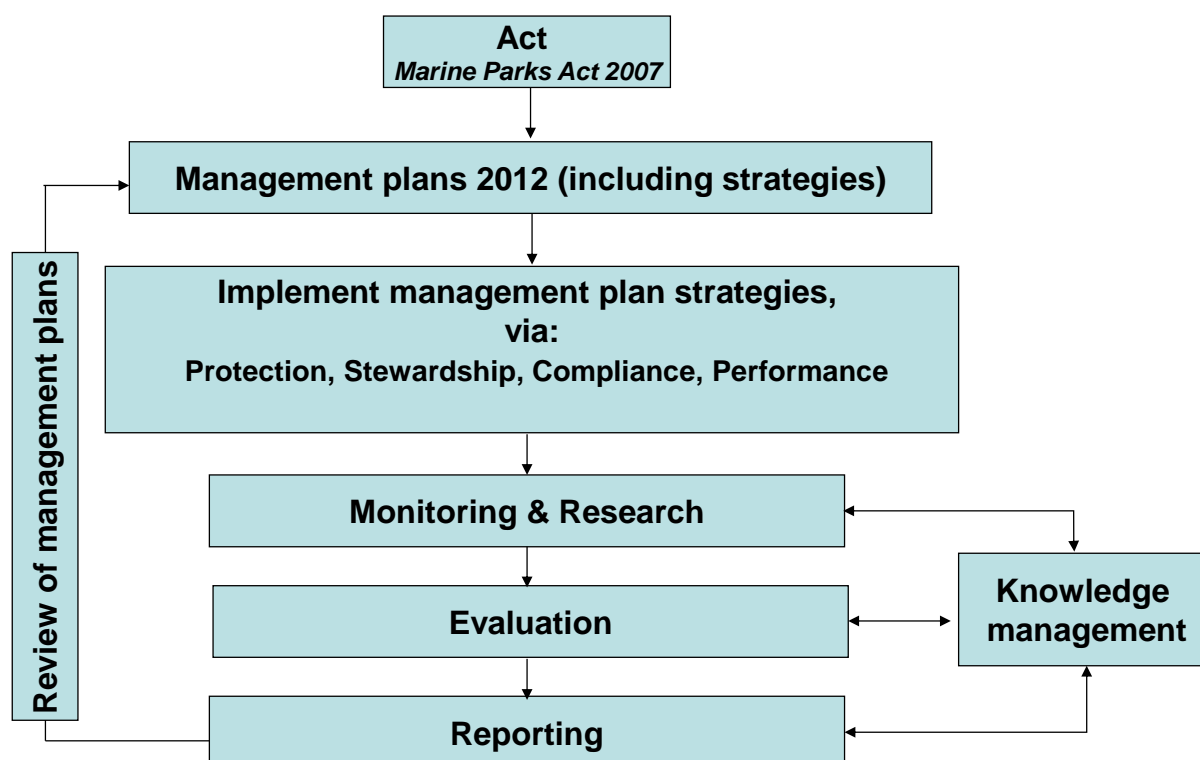 Act
Marine Parks Act 2007
Management plans 2012 (including strategies)
Implement management plan strategies,
via:
Protection, Stewardship, Compliance, Performance
Review of management plans
Monitoring & Research
Evaluation
Knowledge
management
Reporting